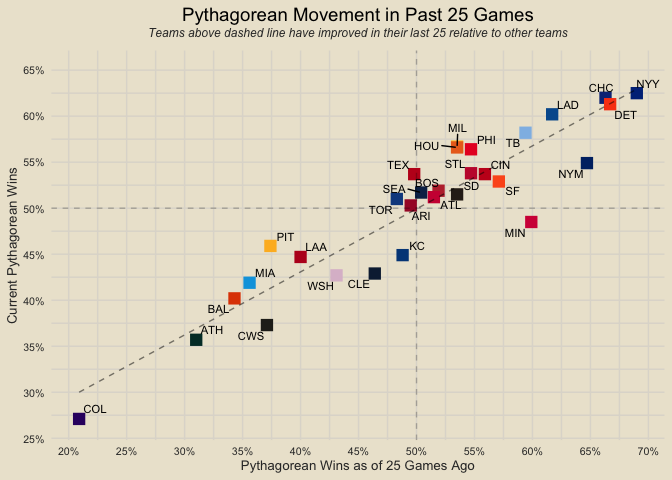 Pythagorean Movement in Past 25 Games
Teams above dashed line have improved in their last 25 relative to other teams
65%
60%
55%
50%
45%
40%
35%
30%
25%
Current Pythagorean Wins
CHC
NYY
LAD
DET
MIL
TB
HOU
PHI
TEX
STL
CIN
NYM
SEA
BOS
SD
SF
TOR
ATL
ARI
MIN
PIT
LAA
KC
MIA
WSH
CLE
BAL
ATH
CWS
COL
20%
25%
30%
35%
40%
45%
50%
55%
60%
65%
70%
Pythagorean Wins as of 25 Games Ago